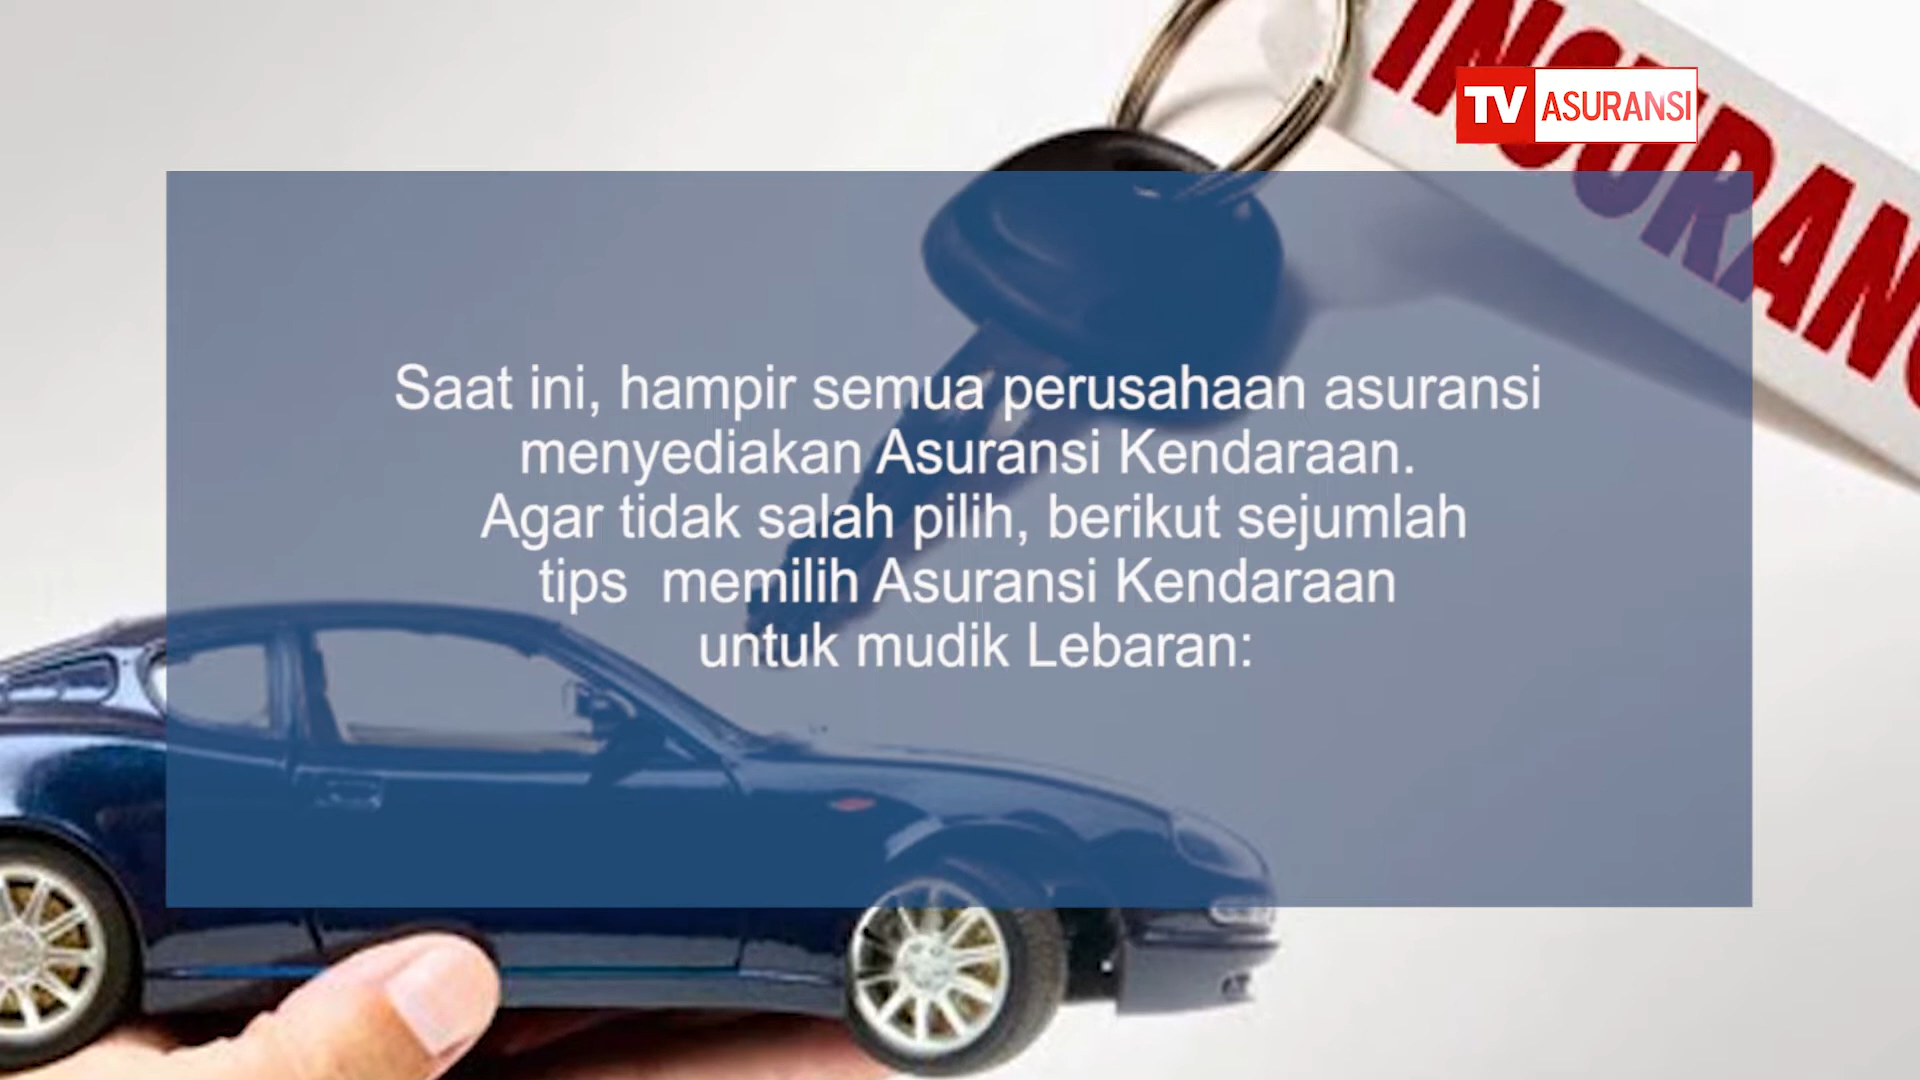 INSURANC
TV ASURANSI
Saat ini, hampir semua perusahaan asuransi
menyediakan Asuransi Kendaraan.
Agar tidak salah pilih, berikut sejumlah
tips memilih Asuransi Kendaraan
untuk mudik Lebaran: